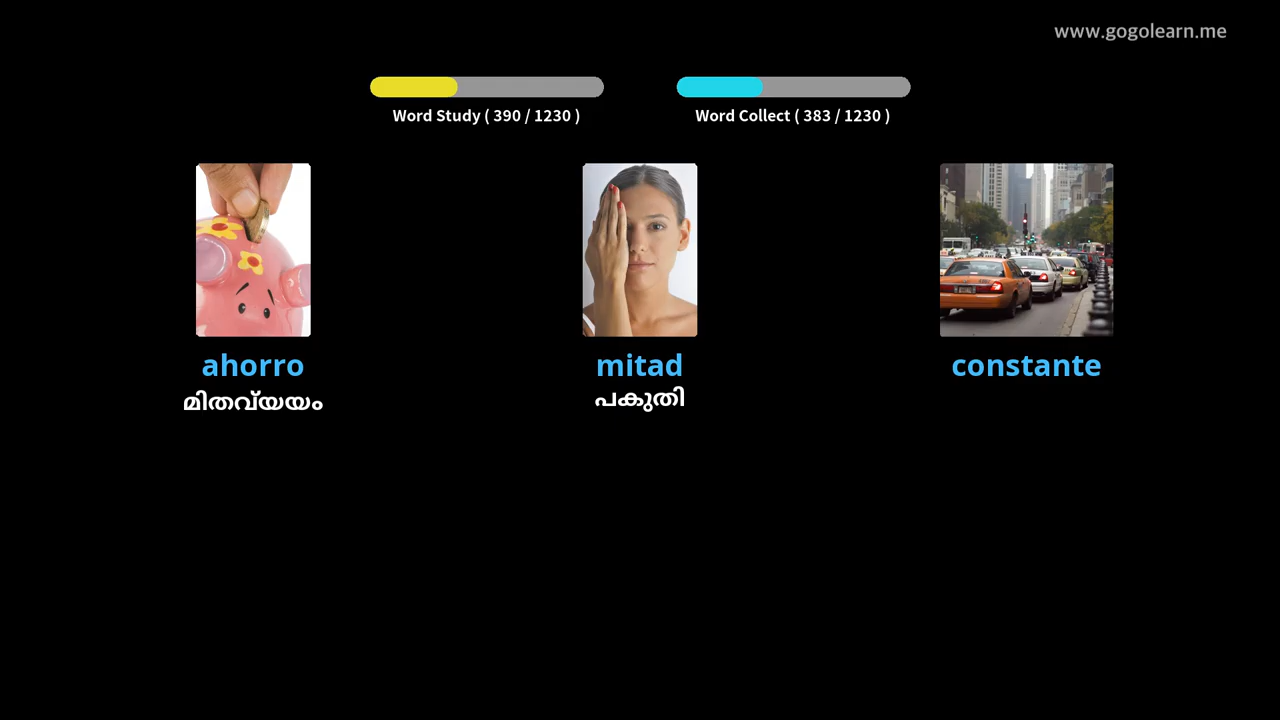 www.gogolearn.me
Word Study ( 390 / 1230 )
Word Collect ( 383 / 1230 )
ahorro
മിതവ്യയം
mitad
പകുതി
constante